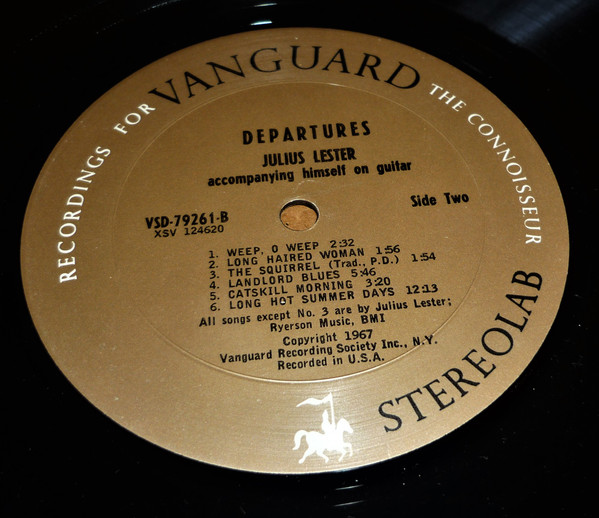 RECORDINGS FOR VANGUARD THE CONNOISSEUR
DEPARTURES
JULIUS LESTER
accompanying himself on guitar
VSD-79261-B
XSV 124620
Side Two
1. WEEP, O WEEP 2:32
2. LONG HAIRED WOMAN 1:56
3. THE SQUIRREL (Trad., P.D.) 1:54
4. LANDLORD BLUES 5:46
5. CATSKILL MORNING 3:20
6. LONG HOT SUMMER DAYS 12:13
All songs except No. 3 are by Julius Lester;
Ryerson Music, BMI
Copyright 1967
Vanguard Recording Society Inc., N.Y.
Recorded in U.S.A.
STEREOLAB